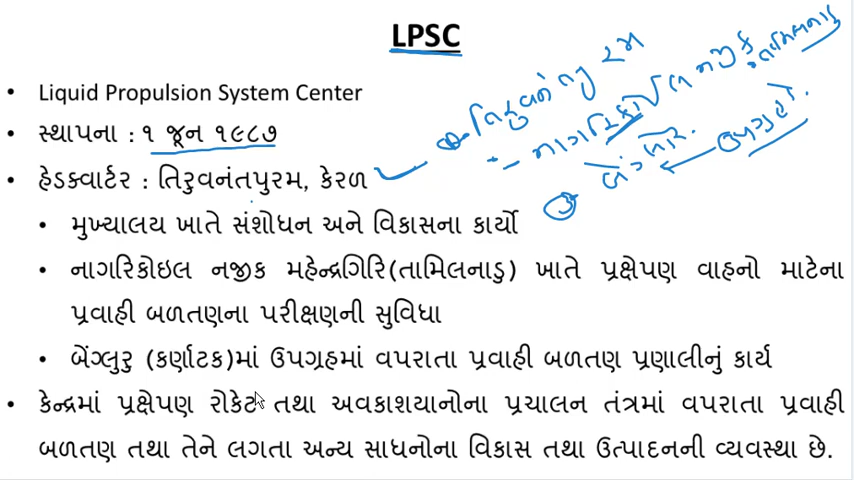 LPSC
• Liquid Propulsion System Center
• સ્થાપના : ૧ જૂન ૧૯૮૭
• હેડક્વાર્ટર : તિરુવનંતપુરમ, કેરળ
• મુખ્યાલય ખાતે સંશોધન અને વિકાસના કાર્યો
• નાગરિકોઇલ નજીક મહેન્દ્રગિરિ(તામિલનાડુ) ખાતે પ્રક્ષેપણ વાહનો માટેના
પ્રવાહી બળતણના પરીક્ષણની સુવિધા
• બેંગ્લુરુ (કર્ણાટક)માં ઉપગ્રહમાં વપરાતા પ્રવાહી બળતણ પ્રણાલીનું કાર્ય
• કેન્દ્રમાં પ્રક્ષેપણ રોકેટ તથા અવકાશયાનોના પ્રચાલન તંત્રમાં વપરાતા પ્રવાહી
બળતણ તથા તેને લગતા અન્ય સાધનોના વિકાસ તથા ઉત્પાદનની વ્યવસ્થા છે.